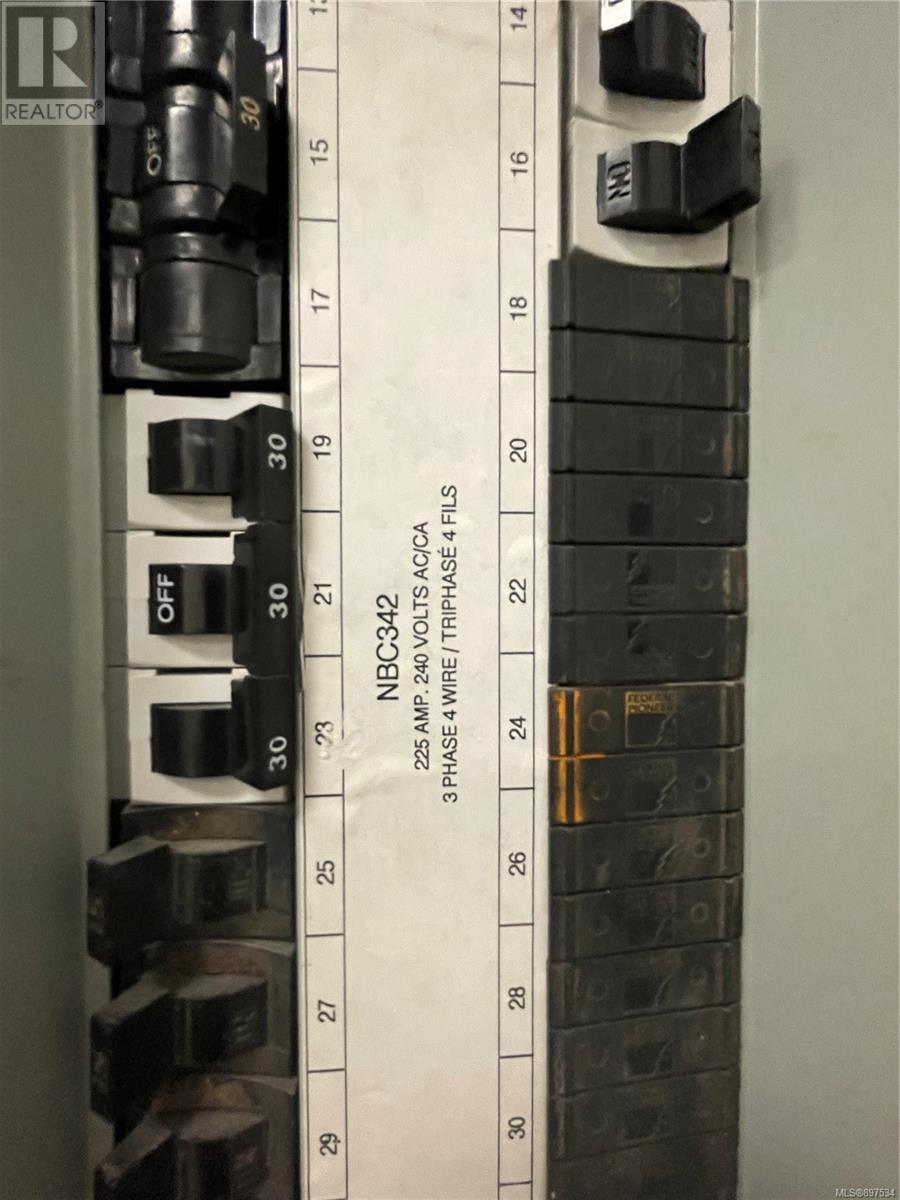 REALTOR®
13
14
OFF
30
15
16
ON
17
18
30
19
20
OFF
30
21
22
NBC342
225 AMP. 240 VOLTS AC/CA
3 PHASE 4 WIRE / TRIPHASÉ 4 FILS
30
23
24
FEDERAL
PIONEER
25
26
27
28
29
30
MLS®897534